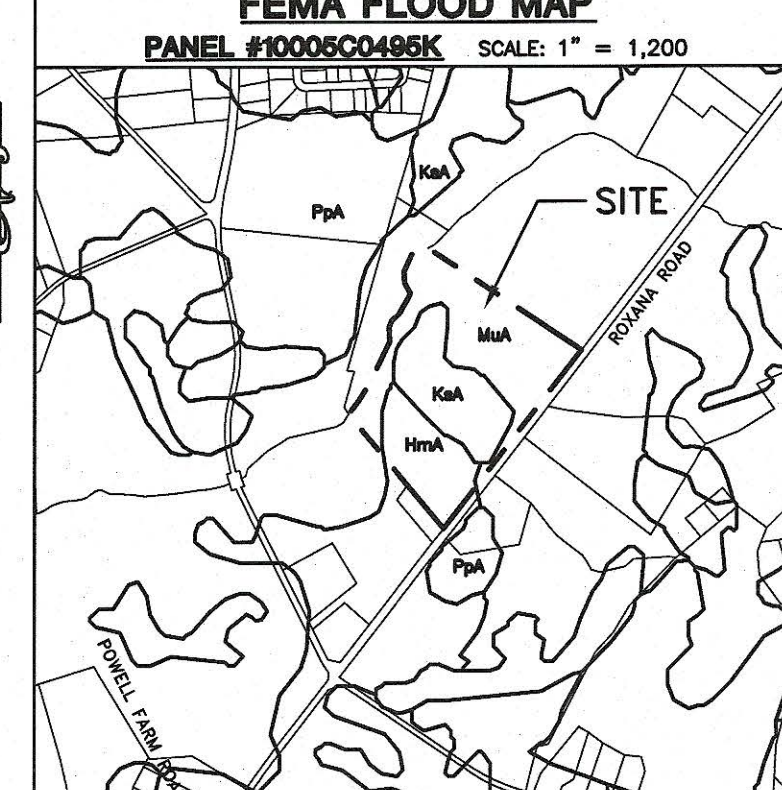 FEMA FLOOD MAP
PANEL #10005C0495K SCALE: 1" = 1,200
KsA
PpA
SITE
ROXANA ROAD
MuA
KsA
HmA
PpA
POWELL FARM ROA